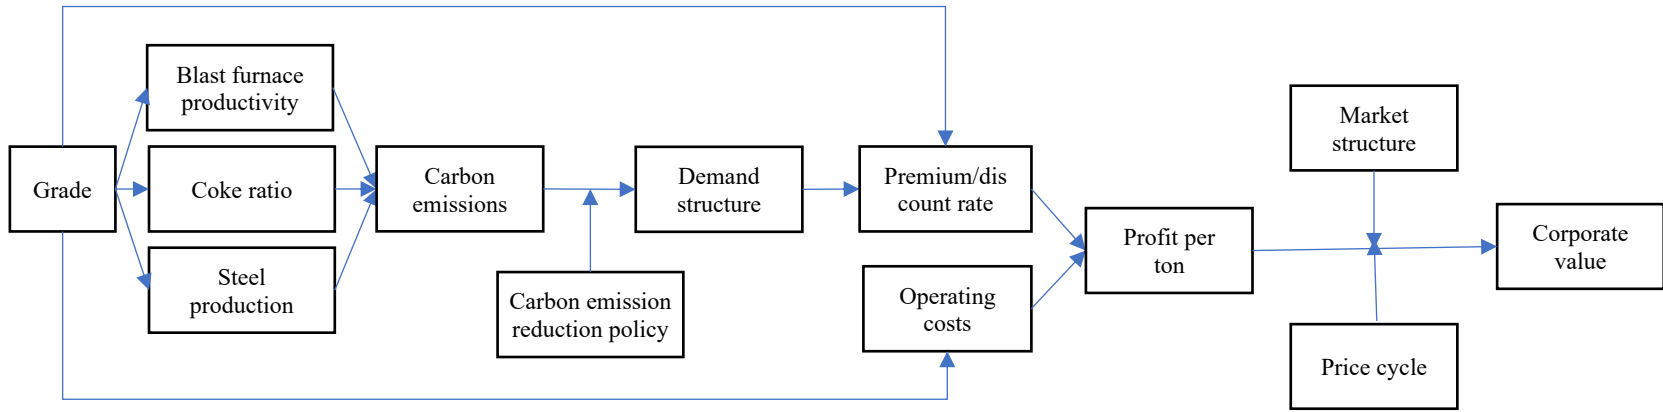 Grade
Blast furnace
productivity
Coke ratio
Steel
production
Carbon
emissions
Carbon emission
reduction policy
Demand
structure
Premium/dis
count rate
Operating
costs
Profit per
ton
Market
structure
Price cycle
Corporate
value